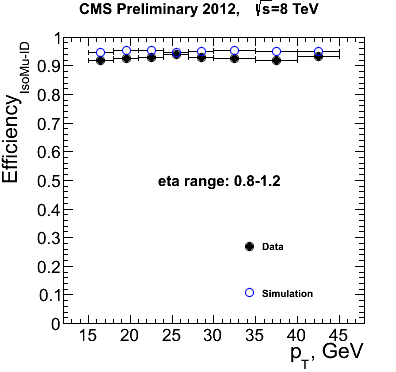 CMS Preliminary 2012, √s=8 TeV
Efficiency_IsoMu-ID
1
0.9
0.8
0.7
0.6
0.5
0.4
0.3
0.2
0.1
0
eta range: 0.8-1.2
Data
Simulation
15 20 25 30 35 40 45
p_T, GeV